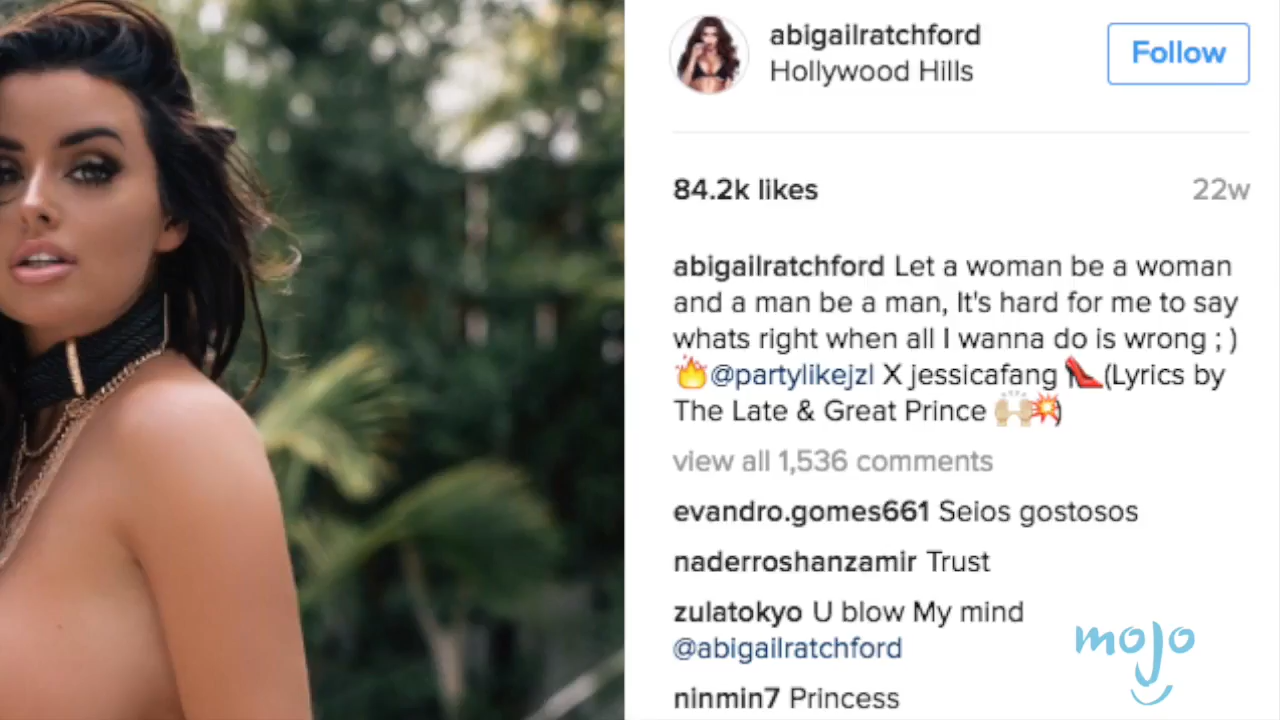 abigailratchford
Hollywood Hills
Follow
84.2k likes
22w
abigailratchford Let a woman be a woman
and a man be a man, It's hard for me to say
whats right when all I wanna do is wrong ; )
🔥@partylikejzl X jessicafang 👠(Lyrics by
The Late & Great Prince 🙌🏼💥)
view all 1,536 comments
evandro.gomes661 Seios gostosos
naderroshanzamir Trust
zulatokyo U blow My mind
@abigailratchford
ninmin7 Princess
mojo